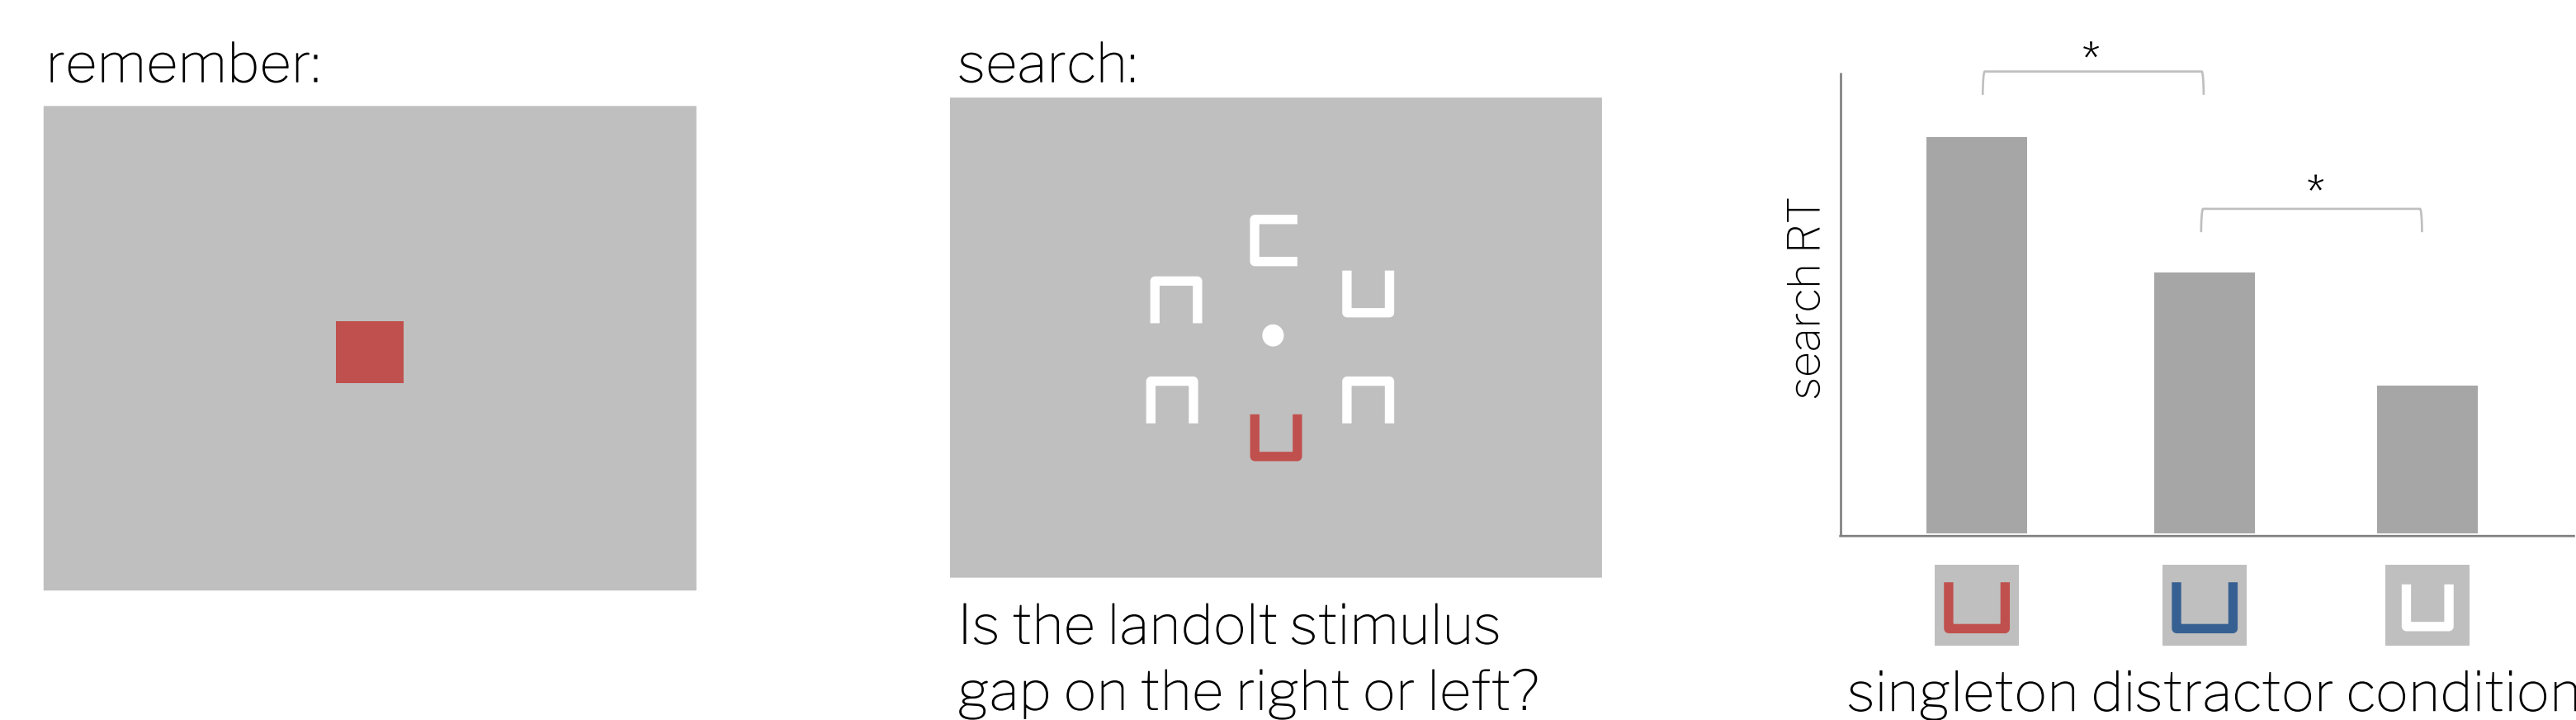 remember:
search:
Is the landolt stimulus
gap on the right or left?
*
*
search RT
singleton distractor condition